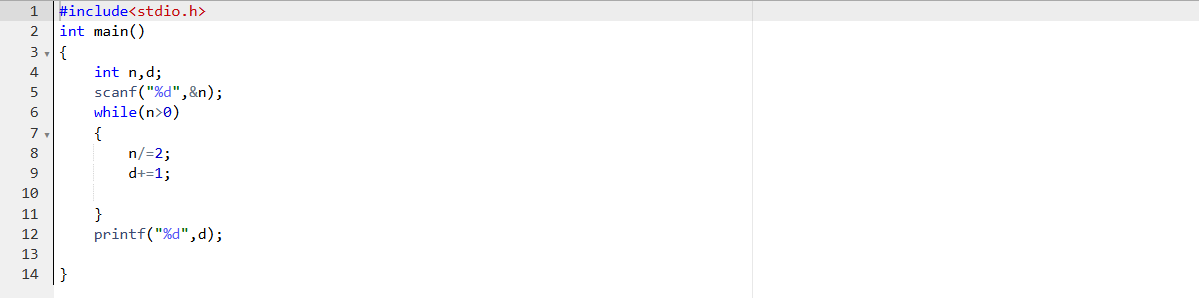 1 #include<stdio.h>
2 int main()
3 {
4     int n,d;
5     scanf("%d",&n);
6     while(n>0)
7     {
8         n/=2;
9         d+=1;
10
11     }
12     printf("%d",d);
13
14 }